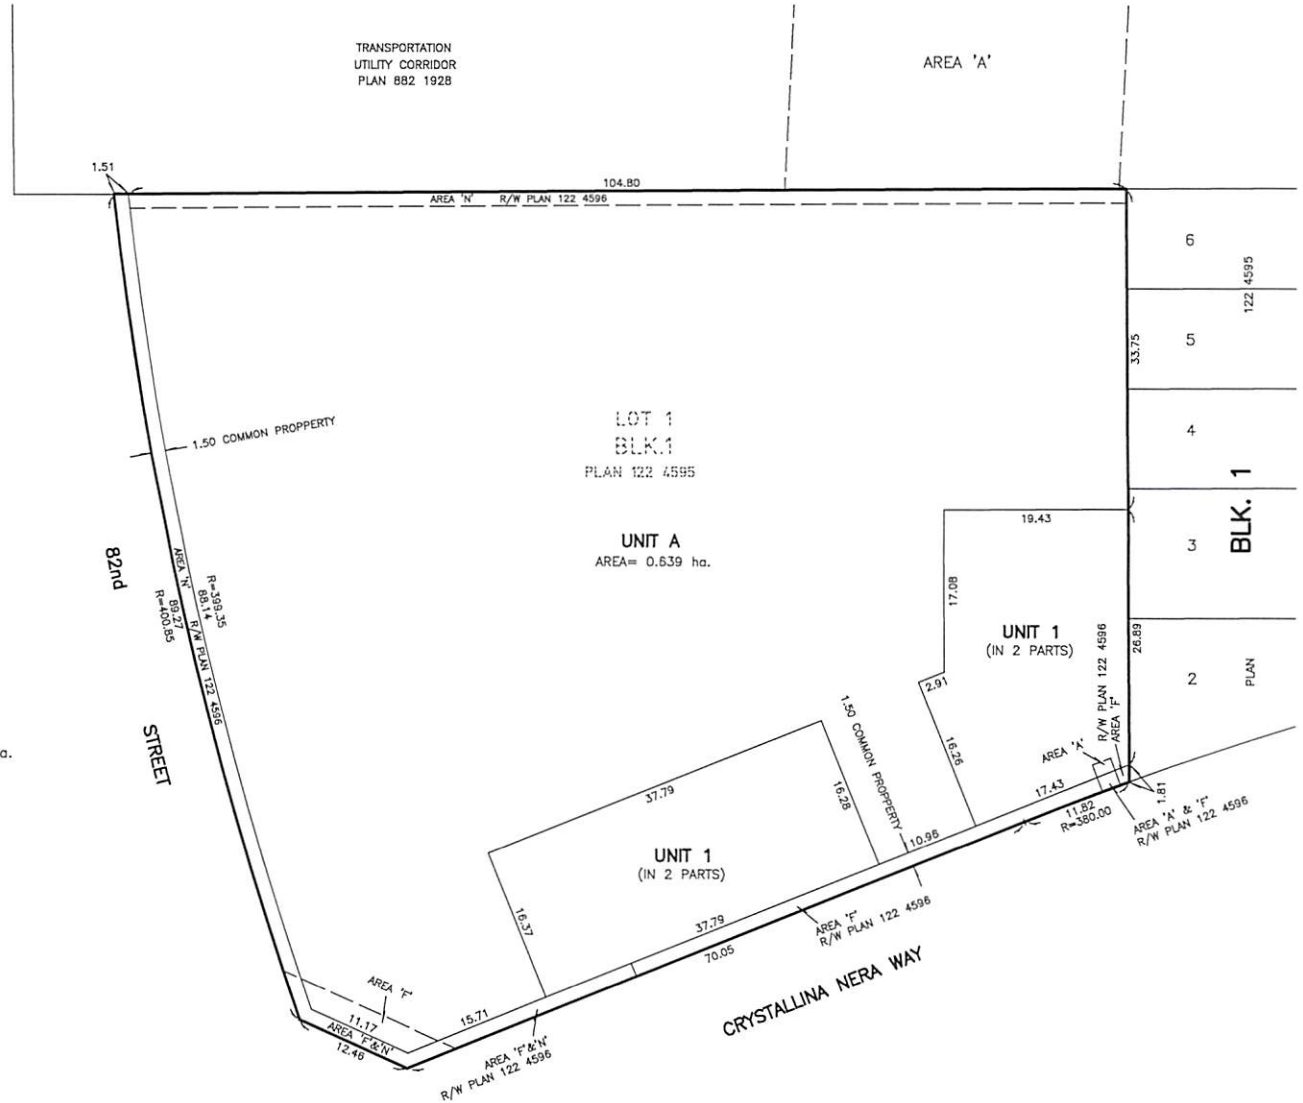 TRANSPORTATION
UTILITY CORRIDOR
PLAN 882 1928
AREA 'A'
1.51
104.80
AREA 'N' R/W PLAN 122 4596
6
122 4595
5
33.75
4
1.50 COMMON PROPPERTY
LOT 1
BLK.1
PLAN 122 4595
BLK. 1
19.43
3
UNIT A
AREA= 0.639 ha.
82nd
AREA 'N' R/W PLAN 122 4596
R=399.35
88.14
89.27
R=400.85
17.08
UNIT 1
(IN 2 PARTS)
R/W PLAN 122 4596
AREA 'F'
26.89
2
PLAN
2.91
1.50 COMMON PROPPERTY
16.26
STREET
a.
AREA 'A'
37.79
16.28
17.43
1.81
11.82
R=380.00
AREA 'A' & 'F'
R/W PLAN 122 4596
10.98
UNIT 1
(IN 2 PARTS)
16.37
37.79
AREA 'F'
R/W PLAN 122 4596
70.05
CRYSTALLINA NERA WAY
AREA 'F'
15.71
11.17
AREA 'F'&'N'
12.46
AREA 'F'&'N'
R/W PLAN 122 4596